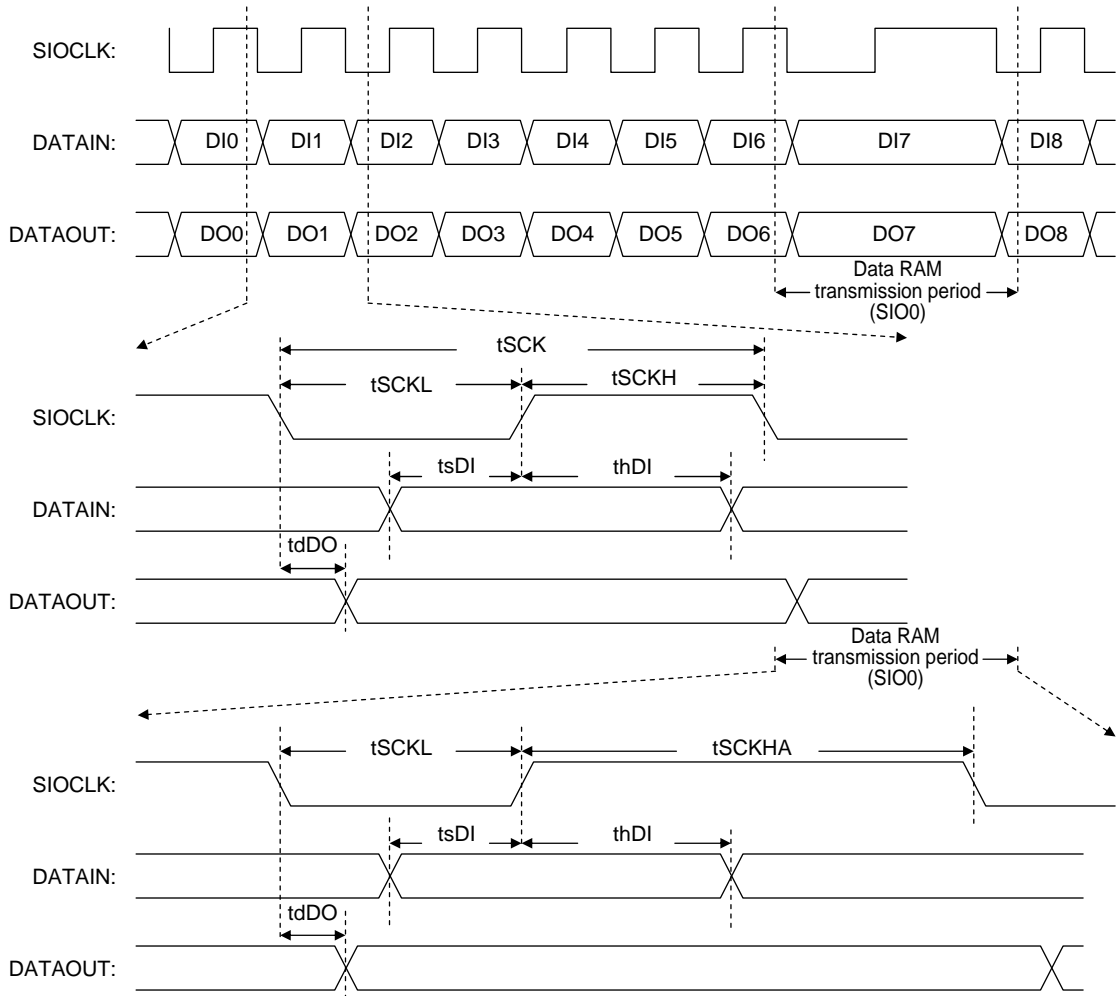 SIOCLK:
DATAIN: DI0 DI1 DI2 DI3 DI4 DI5 DI6 DI7 DI8
DATAOUT: DO0 DO1 DO2 DO3 DO4 DO5 DO6 DO7 DO8
Data RAM
transmission period
(SIO0)
tSCK
tSCKL tSCKH
SIOCLK:
tsDI thDI
DATAIN:
tdDO
DATAOUT:
Data RAM
transmission period
(SIO0)
tSCKL tSCKHA
SIOCLK:
tsDI thDI
DATAIN:
tdDO
DATAOUT: